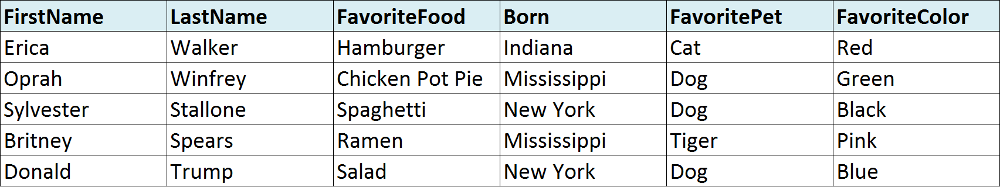 FirstName LastName FavoriteFood Born FavoritePet FavoriteColor
Erica Walker Hamburger Indiana Cat Red
Oprah Winfrey Chicken Pot Pie Mississippi Dog Green
Sylvester Stallone Spaghetti New York Dog Black
Britney Spears Ramen Mississippi Tiger Pink
Donald Trump Salad New York Dog Blue